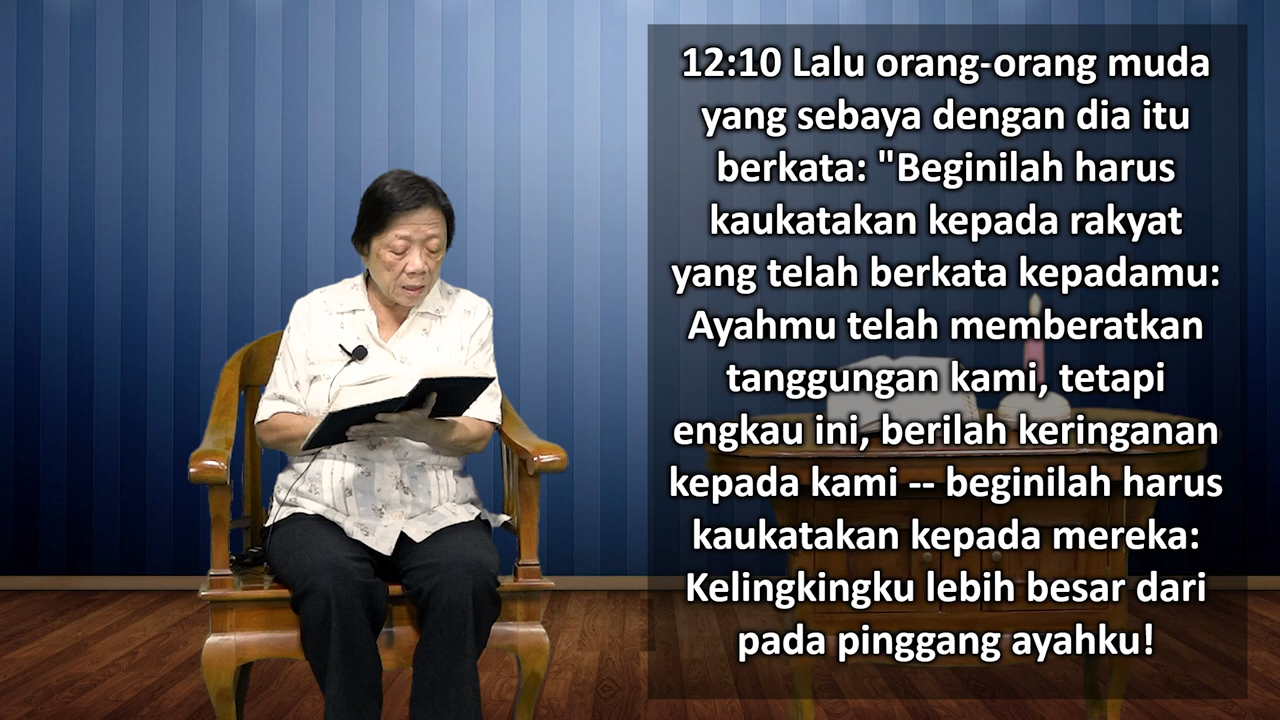 12:10 Lalu orang-orang muda
yang sebaya dengan dia itu
berkata: "Beginilah harus
kaukatakan kepada rakyat
yang telah berkata kepadamu:
Ayahmu telah memberatkan
tanggungan kami, tetapi
engkau ini, berilah keringanan
kepada kami -- beginilah harus
kaukatakan kepada mereka:
Kelingkingku lebih besar dari
pada pinggang ayahku!